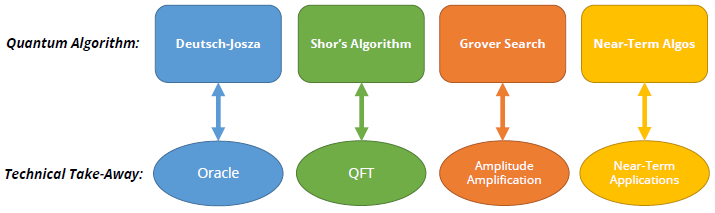 Quantum Algorithm: Deutsch-Josza Shor's Algorithm Grover Search Near-Term Algos
Technical Take-Away: Oracle QFT Amplitude Amplification Near-Term Applications